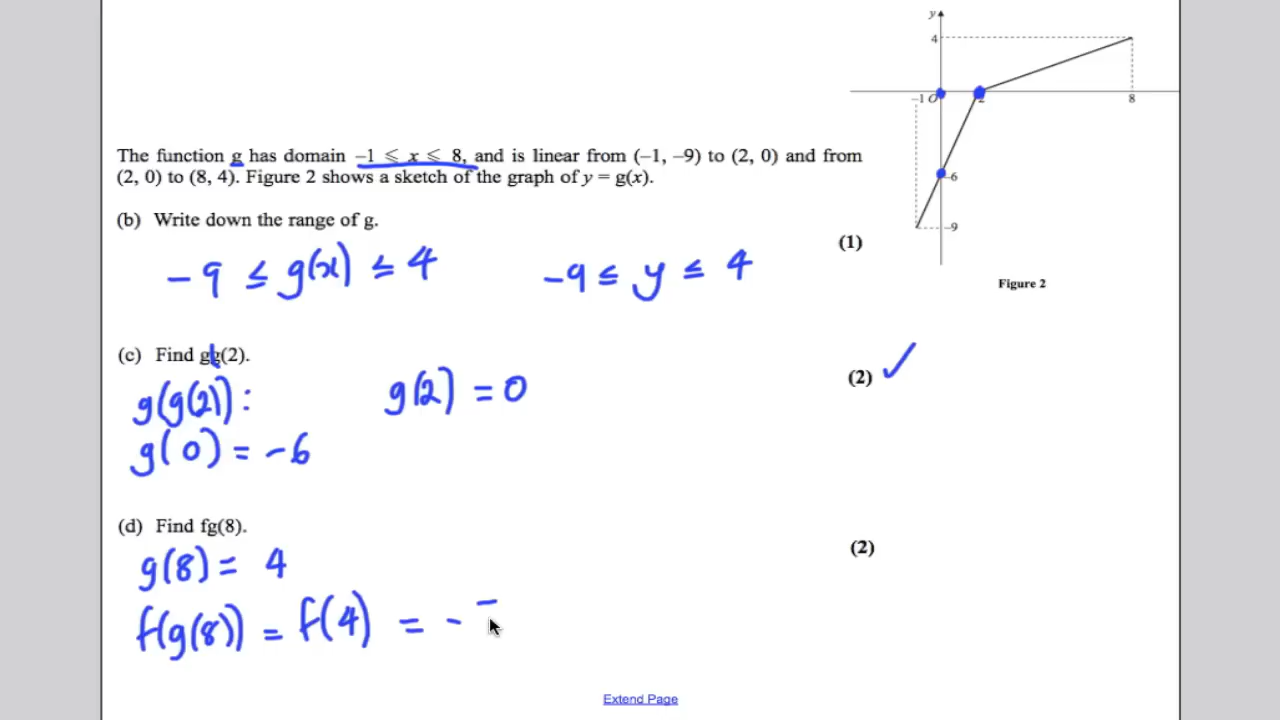 y
4
−1 O 2 8
−6
−9
Figure 2
The function g has domain −1 ⩽ x ⩽ 8, and is linear from (−1, −9) to (2, 0) and from
(2, 0) to (8, 4). Figure 2 shows a sketch of the graph of y = g(x).
(b) Write down the range of g.
(1)
-9 ≤ g(x) ≤ 4 -9 ≤ y ≤ 4
(c) Find gg(2).
(2) ✓
g(g(2)): g(2) = 0
g(0) = -6
(d) Find fg(8).
(2)
g(8) = 4
f(g(8)) = f(4) = -
Extend Page